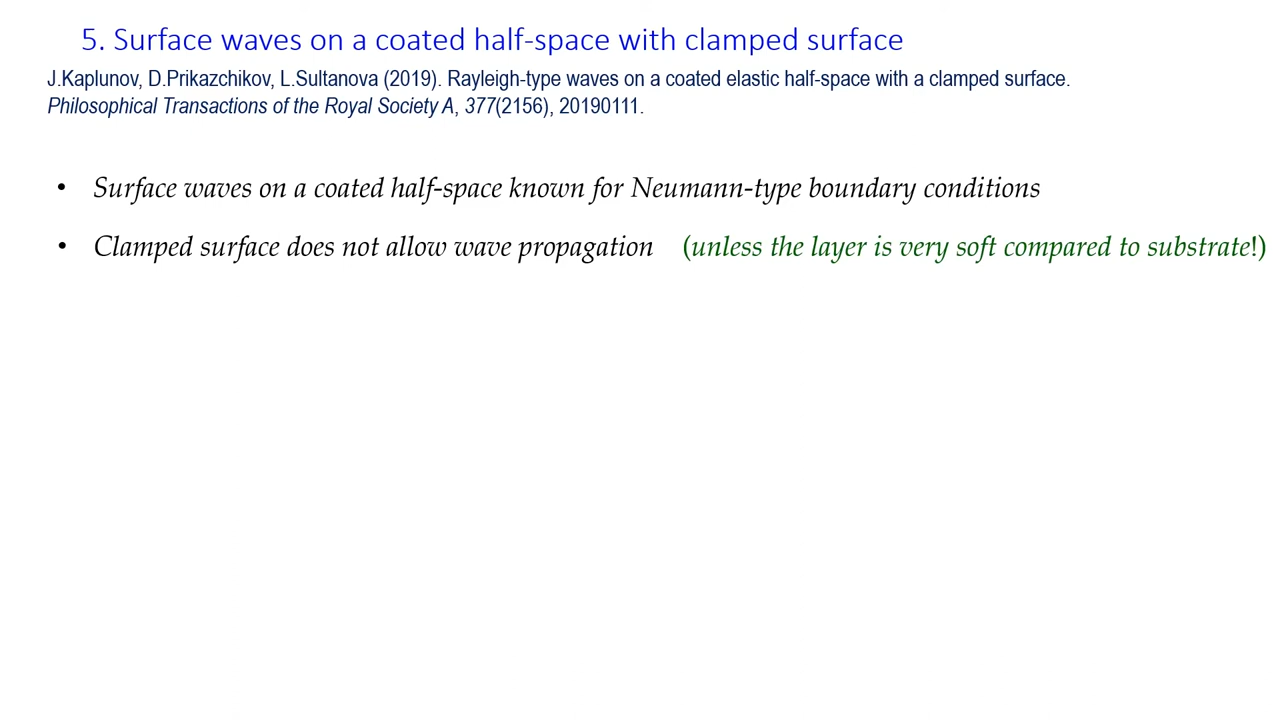 5. Surface waves on a coated half-space with clamped surface
J.Kaplunov, D.Prikazchikov, L.Sultanova (2019). Rayleigh-type waves on a coated elastic half-space with a clamped surface.
Philosophical Transactions of the Royal Society A, 377(2156), 20190111.
• Surface waves on a coated half-space known for Neumann-type boundary conditions
• Clamped surface does not allow wave propagation (unless the layer is very soft compared to substrate!)